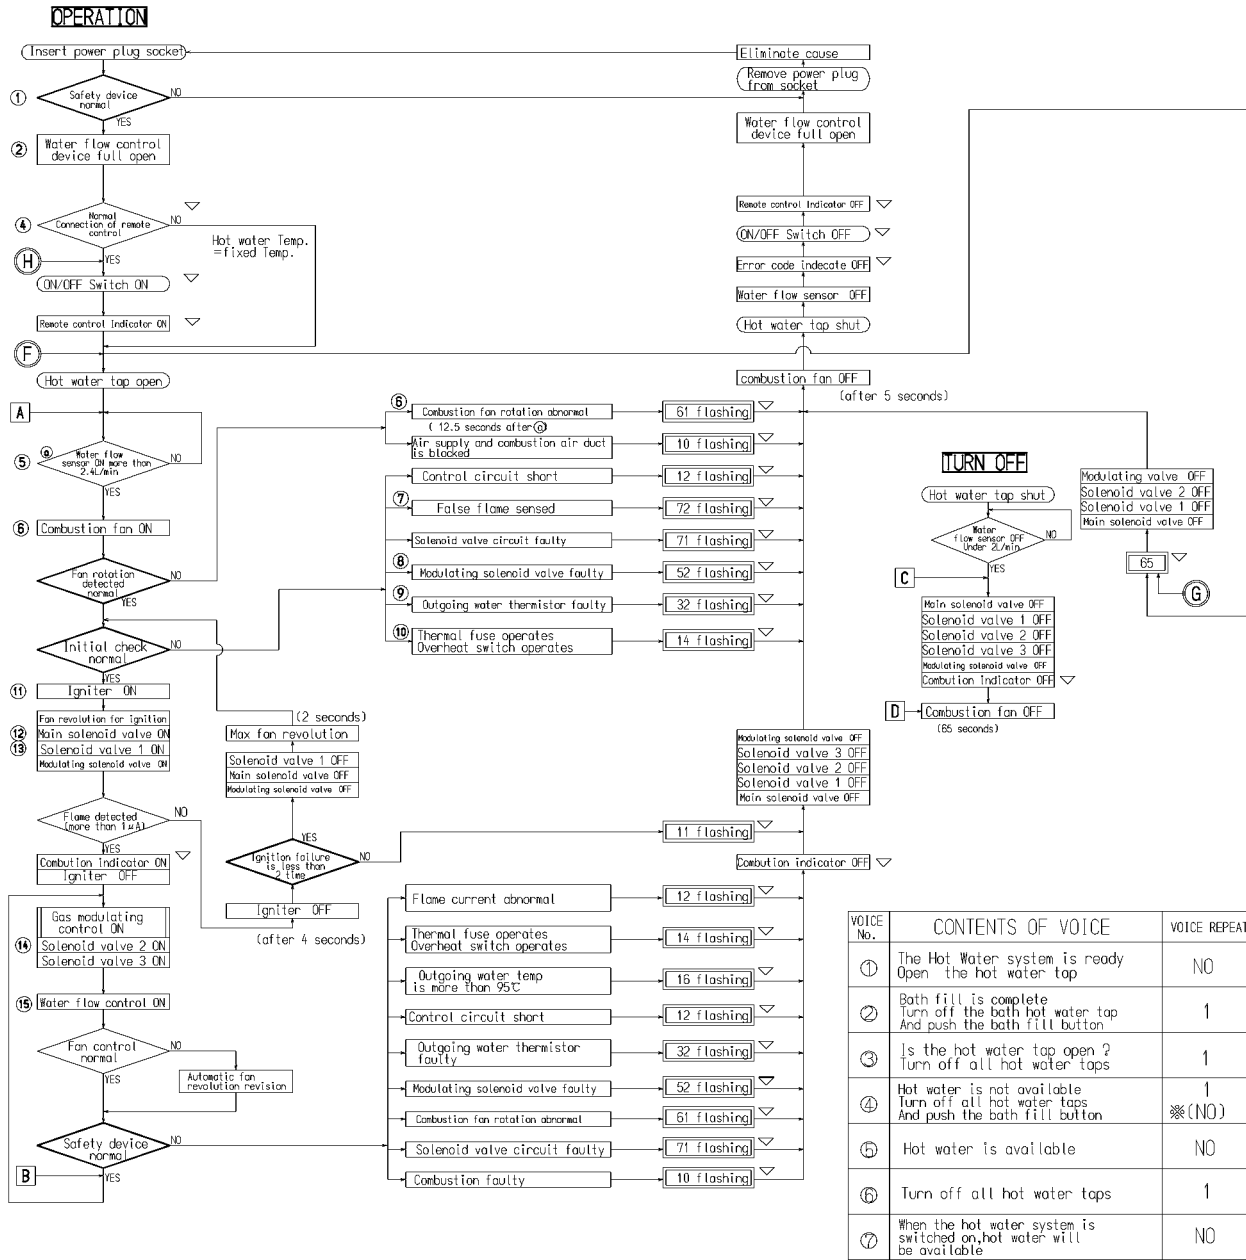 OPERATION
Insert power plug socket
① Safety device
normal
NO
YES
② Water flow control
device full open
④ Normal
Connection of remote
control
NO
Hot water Temp.
=fixed Temp.
H
YES
ON/OFF Switch ON
Remote control Indicator ON
F
Hot water tap open
A
⑤ ⓐ Water flow
sensor ON more than
2.4L/min
NO
YES
⑥ Combustion fan ON
Fan rotation
detected
normal
NO
YES
Initial check
normal
NO
YES
⑪ Igniter ON
Fan revolution for ignition
⑫ Main solenoid valve ON
⑬ Solenoid valve 1 ON
Modulating solenoid valve ON
Flame detected
(more than 1μA)
NO
YES
Combution indicator ON
Igniter OFF
Gas modulating
control ON
⑭ Solenoid valve 2 ON
Solenoid valve 3 ON
⑮ Water flow control ON
Fan control
normal
NO
YES
Automatic fan
revolution revision
Safety device
normal
NO
B
YES
(2 seconds)
Max fan revolution
Solenoid valve 1 OFF
Main solenoid valve OFF
Modulating solenoid valve OFF
YES
Ignition failure
is less than
2 time
NO
Igniter OFF
(after 4 seconds)
⑥ Combustion fan rotation abnormal
61 flashing
( 12.5 seconds after ⓐ)
Air supply and combution air duct
is blocked
10 flashing
Control circuit short
12 flashing
⑦ False flame sensed
72 flashing
Solenoid valve circuit faulty
71 flashing
⑧ Modulating solenoid valve faulty
52 flashing
⑨ Outgoing water thermistor faulty
32 flashing
⑩ Thermal fuse operates
Overheat switch operates
14 flashing
11 flashing
Flame current abnormal
12 flashing
Thermal fuse operates
Overheat switch operates
14 flashing
Outgoing water temp
is more than 95℃
16 flashing
Control circuit short
12 flashing
Outgoing water thermistor
faulty
32 flashing
Modulating solenoid valve faulty
52 flashing
Combustion fan rotation abnormal
61 flashing
Solenoid valve circuit faulty
71 flashing
Combustion faulty
10 flashing
Eliminate cause
Remove power plug
from socket
Water flow control
device full open
Remote control Indicator OFF
ON/OFF Switch OFF
Error code indecate OFF
Water flow sensor OFF
Hot water tap shut
combustion fan OFF
(after 5 seconds)
Modulating solenoid valve OFF
Solenoid valve 3 OFF
Solenoid valve 2 OFF
Solenoid valve 1 OFF
Main solenoid valve OFF
Combution indicator OFF
TURN OFF
Hot water tap shut
Water
flow sensor OFF
Under 2L/min
NO
YES
C
Main solenoid valve OFF
Solenoid valve 1 OFF
Solenoid valve 2 OFF
Solenoid valve 3 OFF
Modulating solenoid valve OFF
Combution indicator OFF
D
Combustion fan OFF
(65 seconds)
Modulating valve OFF
Solenoid valve 2 OFF
Solenoid valve 1 OFF
Main solenoid valve OFF
65
G
VOICE
No.
CONTENTS OF VOICE
VOICE REPEAT
① The Hot Water system is ready
Open the hot water tap
NO
② Bath fill is complete
Turn off the bath hot water tap
And push the bath fill button
1
③ Is the hot water tap open ?
Turn off all hot water taps
1
④ Hot water is not available
Turn off all hot water taps
And push the bath fill button
1
※(NO)
⑤ Hot water is available
NO
⑥ Turn off all hot water taps
1
⑦ When the hot water system is
switched on,hot water will
be available
NO